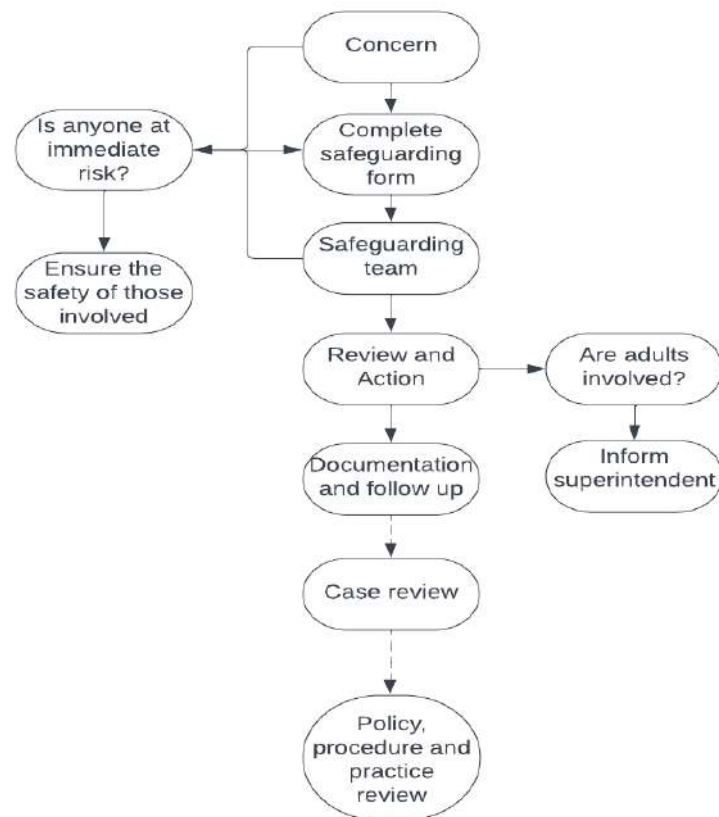 Concern
Is anyone at
immediate
risk?
Complete
safeguarding
form
Ensure the
safety of those
involved
Safeguarding
team
Review and
Action
Are adults
involved?
Documentation
and follow up
Inform
superintendent
Case review
Policy,
procedure and
practice
review